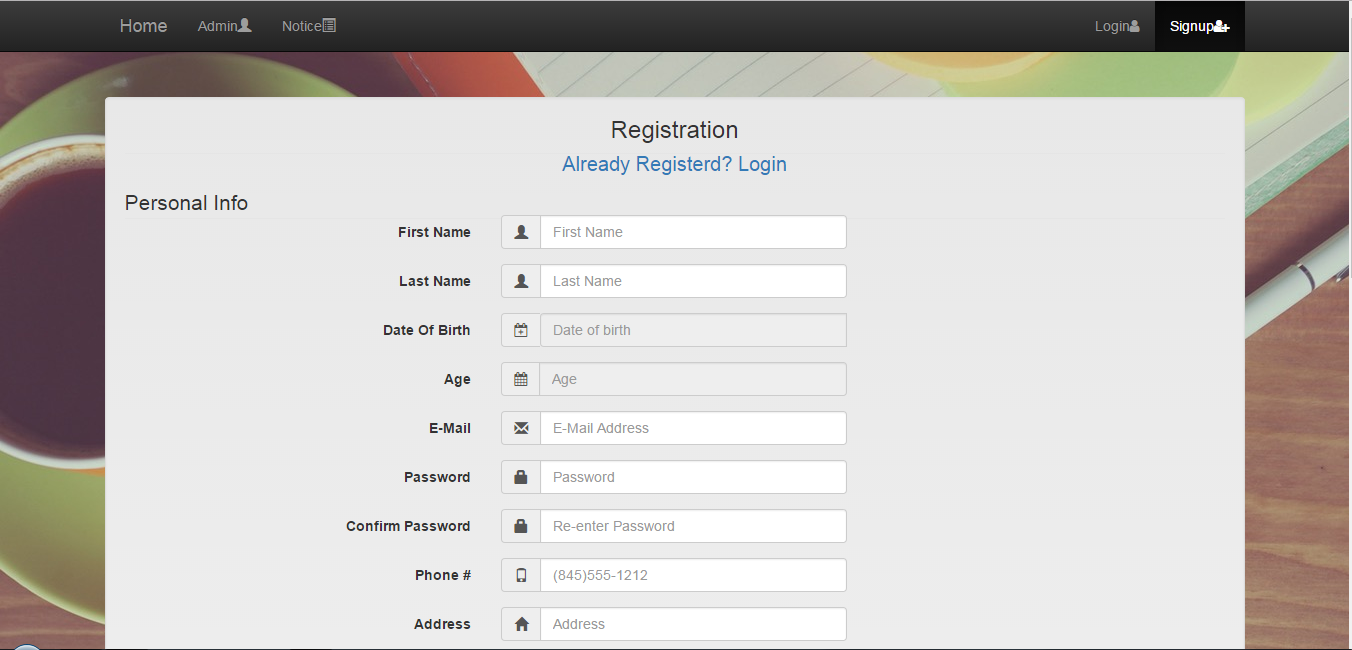 Home Admin Notice Login Signup
Registration
Already Registerd? Login
Personal Info
First Name First Name
Last Name Last Name
Date Of Birth Date of birth
Age Age
E-Mail E-Mail Address
Password Password
Confirm Password Re-enter Password
Phone # (845)555-1212
Address Address